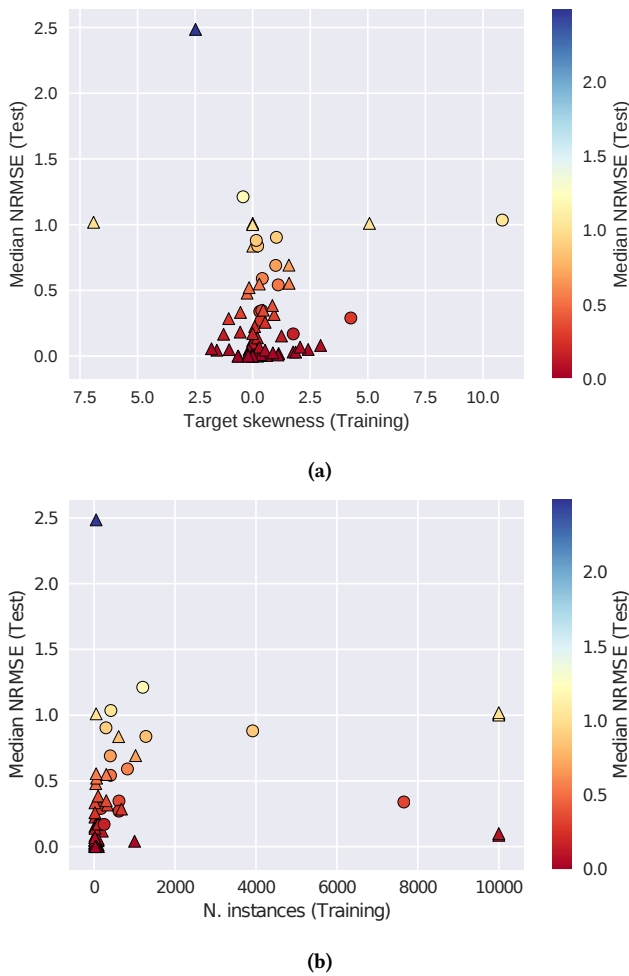 2.5
2.0
1.5
1.0
0.5
0.0
Median NRMSE (Test)
7.5 5.0 2.5 0.0 2.5 5.0 7.5 10.0
Target skewness (Training)
2.0
1.5
1.0
0.5
0.0
Median NRMSE (Test)
(a)
2.5
2.0
1.5
1.0
0.5
0.0
Median NRMSE (Test)
0 2000 4000 6000 8000 10000
N. instances (Training)
2.0
1.5
1.0
0.5
0.0
Median NRMSE (Test)
(b)